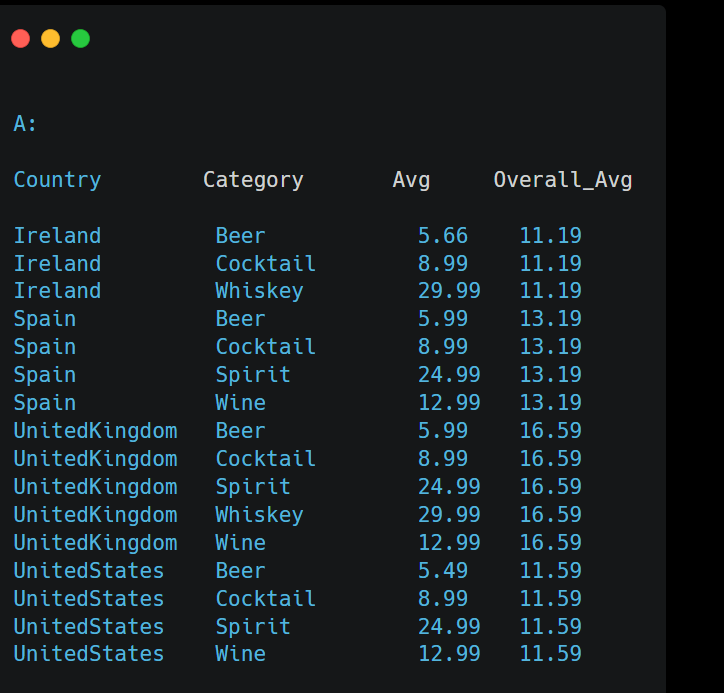 A:
Country Category Avg Overall_Avg
Ireland Beer 5.66 11.19
Ireland Cocktail 8.99 11.19
Ireland Whiskey 29.99 11.19
Spain Beer 5.99 13.19
Spain Cocktail 8.99 13.19
Spain Spirit 24.99 13.19
Spain Wine 12.99 13.19
UnitedKingdom Beer 5.99 16.59
UnitedKingdom Cocktail 8.99 16.59
UnitedKingdom Spirit 24.99 16.59
UnitedKingdom Whiskey 29.99 16.59
UnitedKingdom Wine 12.99 16.59
UnitedStates Beer 5.49 11.59
UnitedStates Cocktail 8.99 11.59
UnitedStates Spirit 24.99 11.59
UnitedStates Wine 12.99 11.59